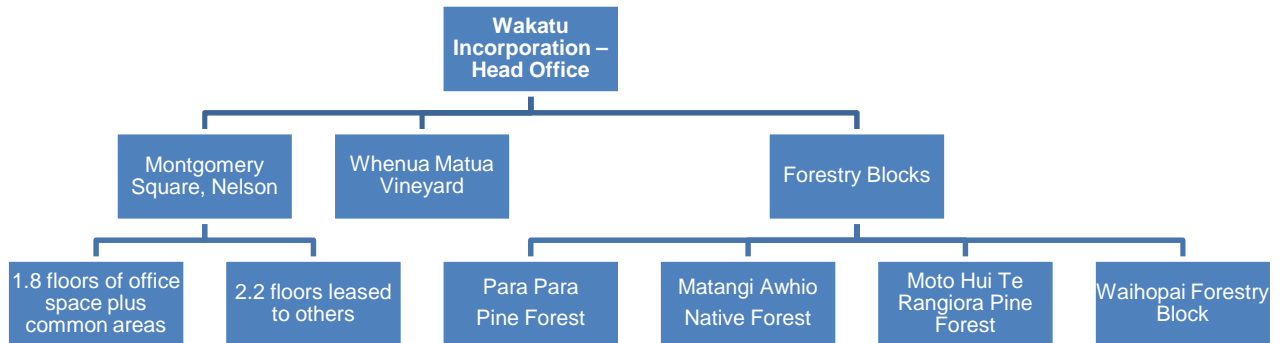 Wakatu
Incorporation –
Head Office
Montgomery
Square, Nelson
Whenua Matua
Vineyard
Forestry Blocks
1.8 floors of office
space plus
common areas
2.2 floors leased
to others
Para Para
Pine Forest
Matangi Awhio
Native Forest
Moto Hui Te
Rangiora Pine
Forest
Waihopai Forestry
Block